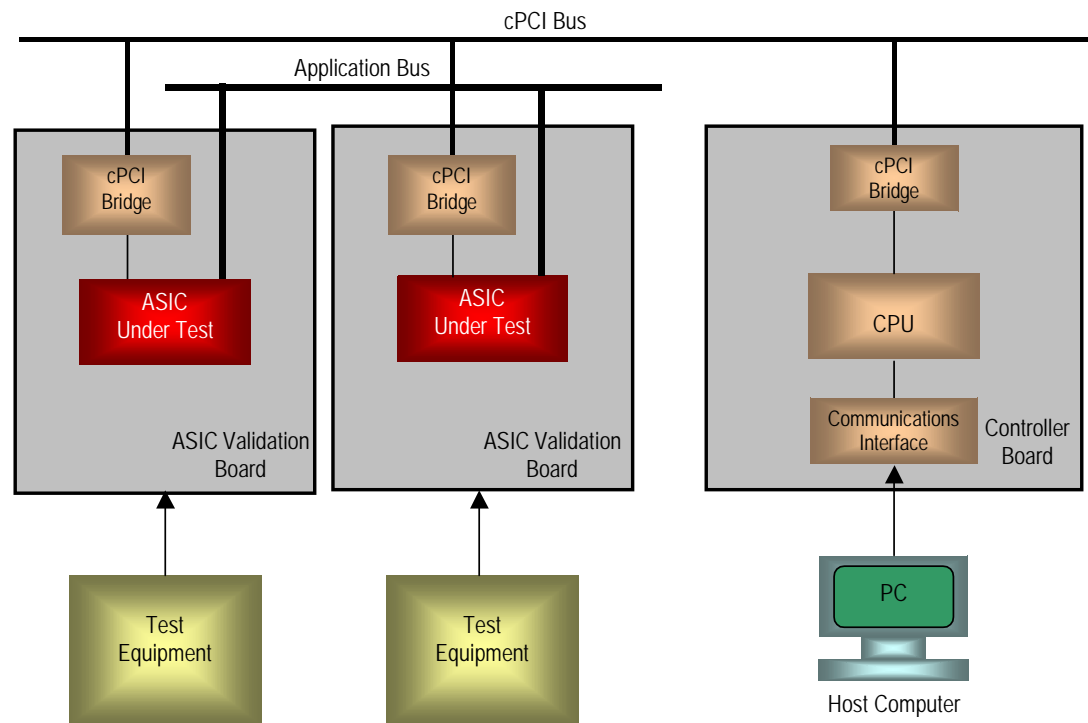 cPCI Bus
Application Bus
cPCI
Bridge
ASIC
Under Test
ASIC Validation
Board
cPCI
Bridge
ASIC
Under Test
ASIC Validation
Board
cPCI
Bridge
CPU
Communications
Interface
Controller
Board
Test
Equipment
Test
Equipment
PC
Host Computer